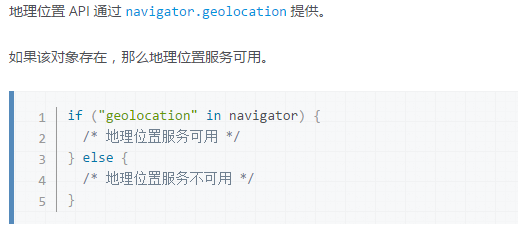 地理位置 API 通过 navigator.geolocation 提供。
如果该对象存在，那么地理位置服务可用。
1 if ("geolocation" in navigator) {
2   /* 地理位置服务可用 */
3 } else {
4   /* 地理位置服务不可用 */
5 }